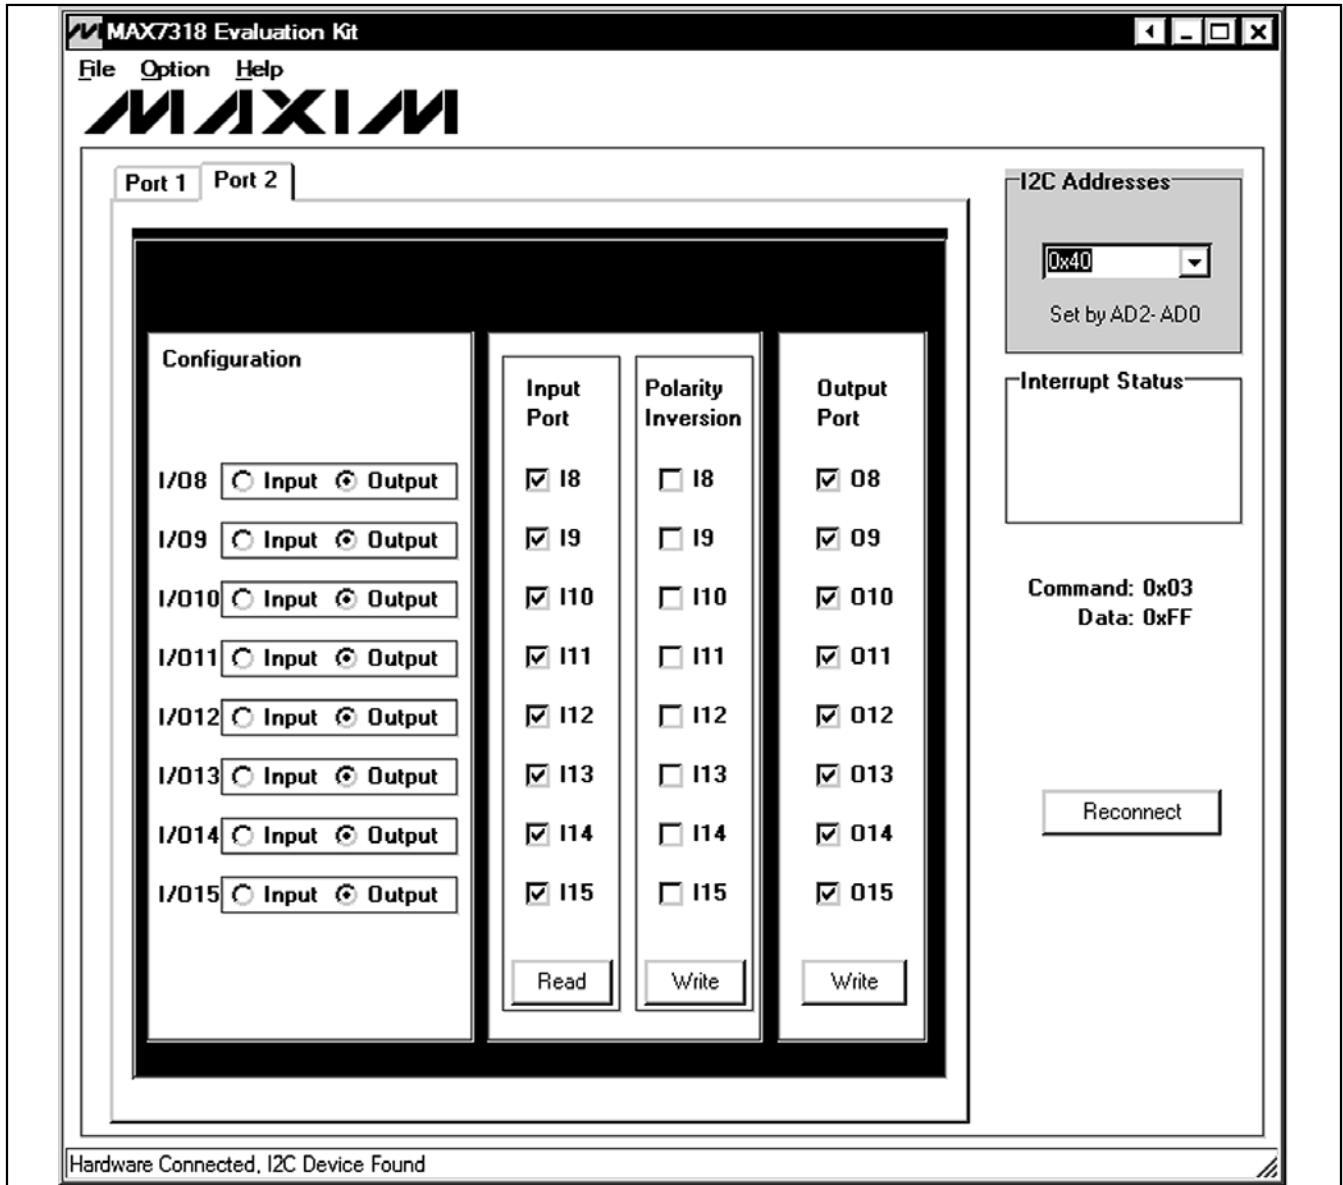 MAX7318 Evaluation Kit
File Option Help
MAXIM
Port 1 Port 2
Configuration
I/O8 Input Output
I/O9 Input Output
I/O10 Input Output
I/O11 Input Output
I/O12 Input Output
I/O13 Input Output
I/O14 Input Output
I/O15 Input Output
Input
Port
I8
I9
I10
I11
I12
I13
I14
I15
Read
Polarity
Inversion
I8
I9
I10
I11
I12
I13
I14
I15
Write
Output
Port
O8
O9
O10
O11
O12
O13
O14
O15
Write
I2C Addresses
0x40
Set by AD2- AD0
Interrupt Status
Command: 0x03
Data: 0xFF
Reconnect
Hardware Connected, I2C Device Found